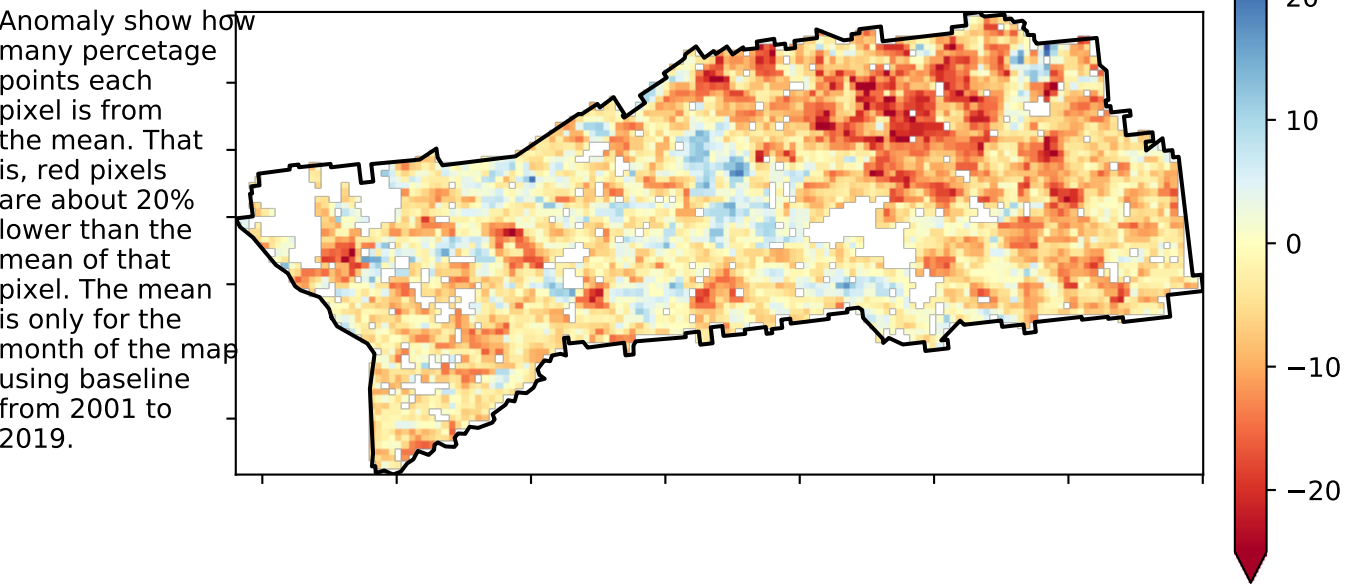 Anomaly show how
many percetage
points each
pixel is from
the mean. That
is, red pixels
are about 20%
lower than the
mean of that
pixel. The mean
is only for the
month of the map
using baseline
from 2001 to
2019.
20
10
0
−10
−20